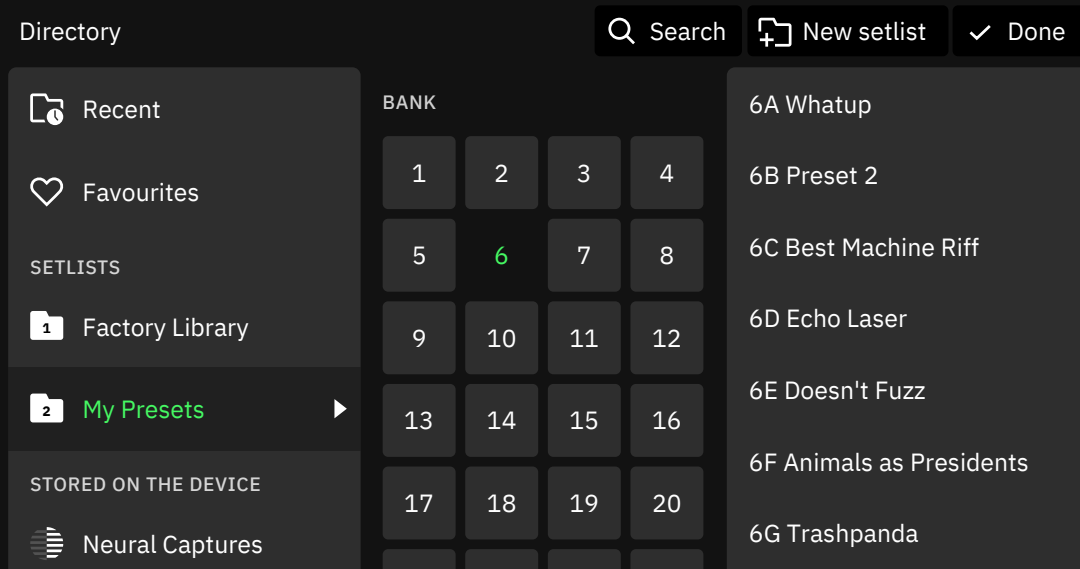 Directory
Search
New setlist
Done
Recent
Favourites
SETLISTS
1 Factory Library
2 My Presets
STORED ON THE DEVICE
Neural Captures
BANK
1 2 3 4
5 6 7 8
9 10 11 12
13 14 15 16
17 18 19 20
6A Whatup
6B Preset 2
6C Best Machine Riff
6D Echo Laser
6E Doesn't Fuzz
6F Animals as Presidents
6G Trashpanda